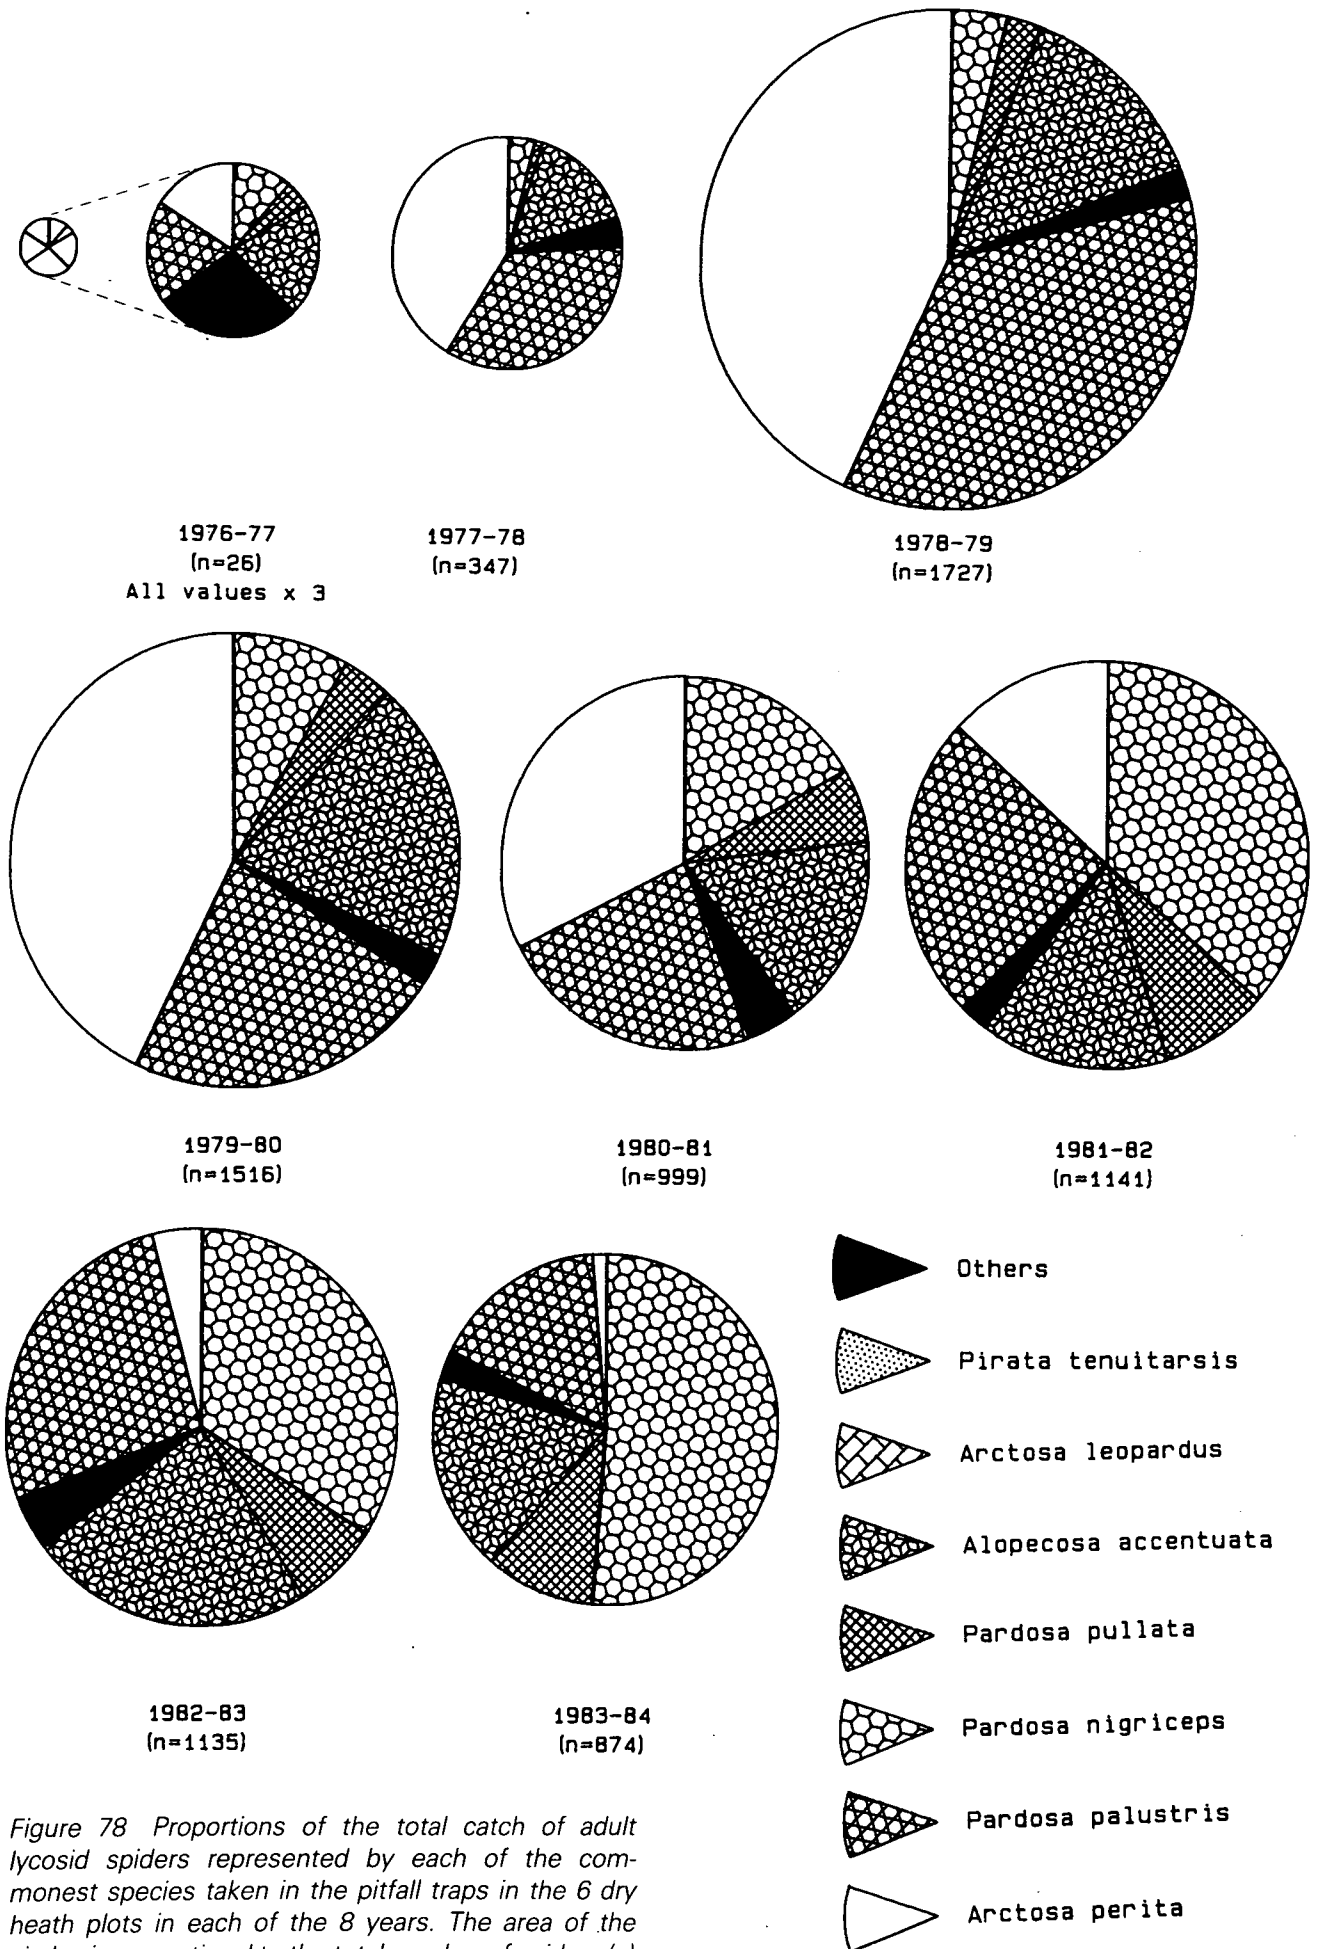 1976-77
(n=26)
All values x 3
1977-78
(n=347)
1978-79
(n=1727)
1979-80
(n=1516)
1980-81
(n=999)
1981-82
(n=1141)
1982-83
(n=1135)
1983-84
(n=874)
Others
Pirata tenuitarsis
Arctosa leopardus
Alopecosa accentuata
Pardosa pullata
Pardosa nigriceps
Pardosa palustris
Arctosa perita
Figure 78 Proportions of the total catch of adult
lycosid spiders represented by each of the com-
monest species taken in the pitfall traps in the 6 dry
heath plots in each of the 8 years. The area of the